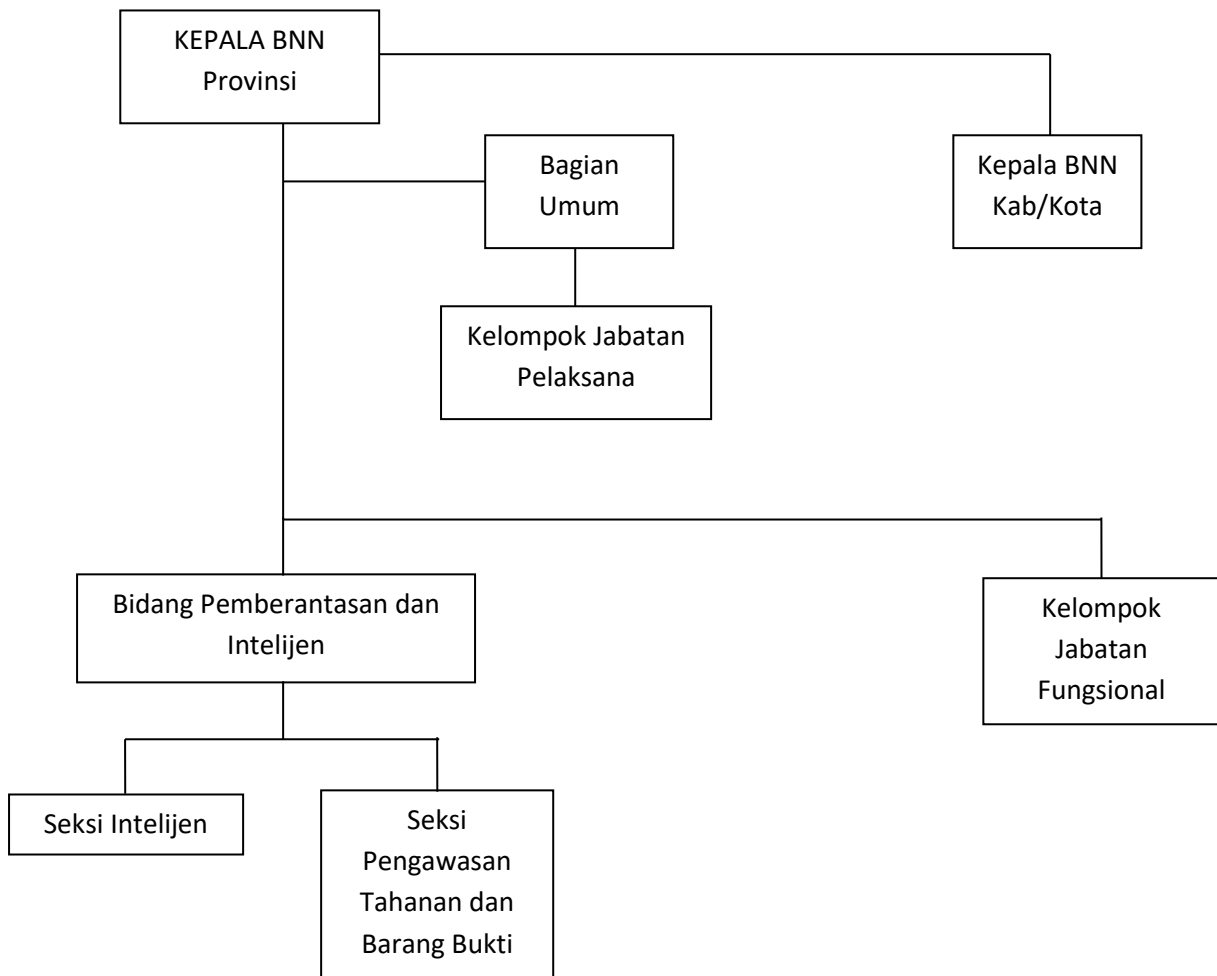 KEPALA BNN
Provinsi
Bagian
Umum
Kepala BNN
Kab/Kota
Kelompok Jabatan
Pelaksana
Bidang Pemberantasan dan
Intelijen
Kelompok
Jabatan
Fungsional
Seksi Intelijen
Seksi
Pengawasan
Tahanan dan
Barang Bukti